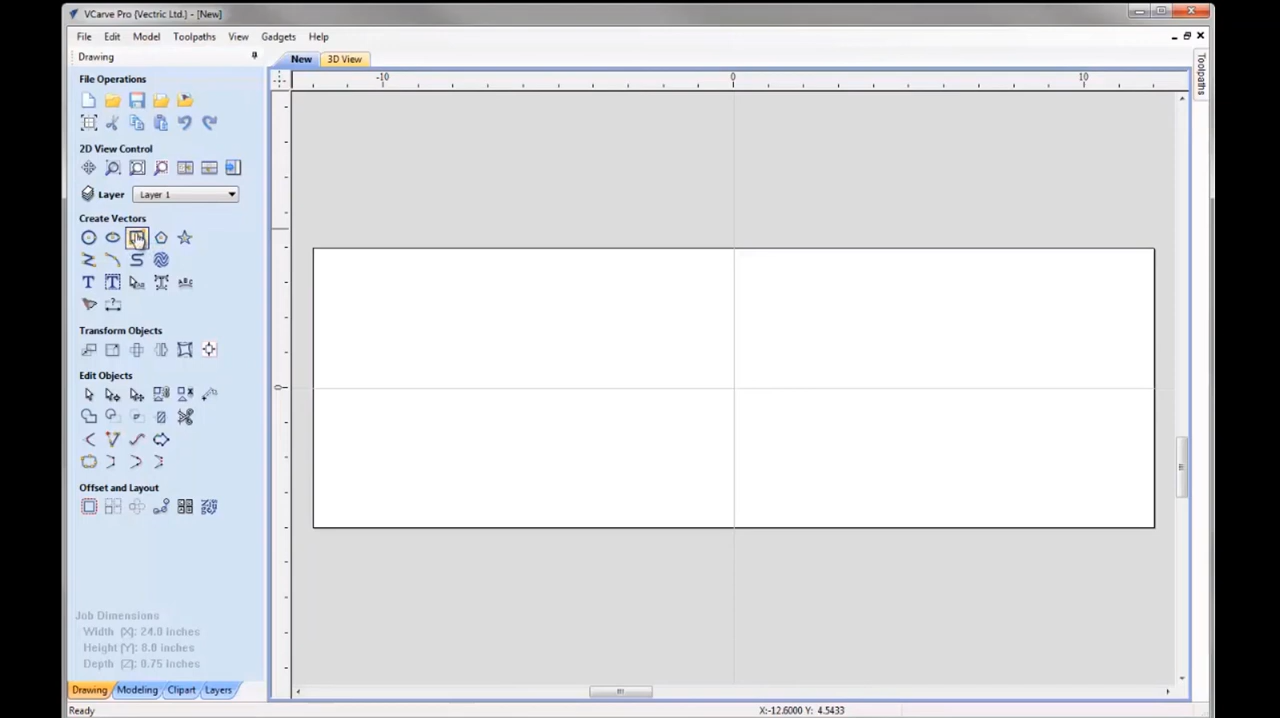 VCarve Pro {Vectric Ltd.} - [New]
File Edit Model Toolpaths View Gadgets Help
Drawing
New 3D View
Toolpaths
-10 0 10
File Operations
2D View Control
Layer Layer 1
Create Vectors
Transform Objects
0
Edit Objects
Offset and Layout
Job Dimensions
Width (X): 24.0 inches
Height (Y): 8.0 inches
Depth (Z): 0.75 inches
Drawing Modeling Clipart Layers
Ready X:-12.6000 Y: 4.5433